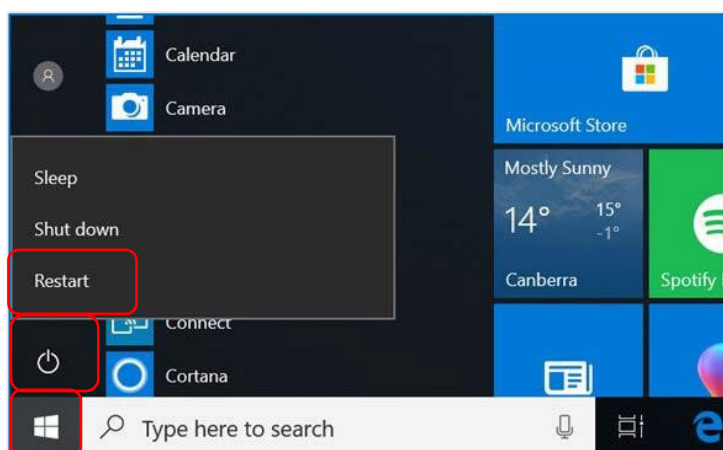 Calendar
Camera
Microsoft Store
Sleep
Shut down
Restart
Mostly Sunny
14° 15°
-1°
Canberra
Spotify
Connect
Cortana
Type here to search